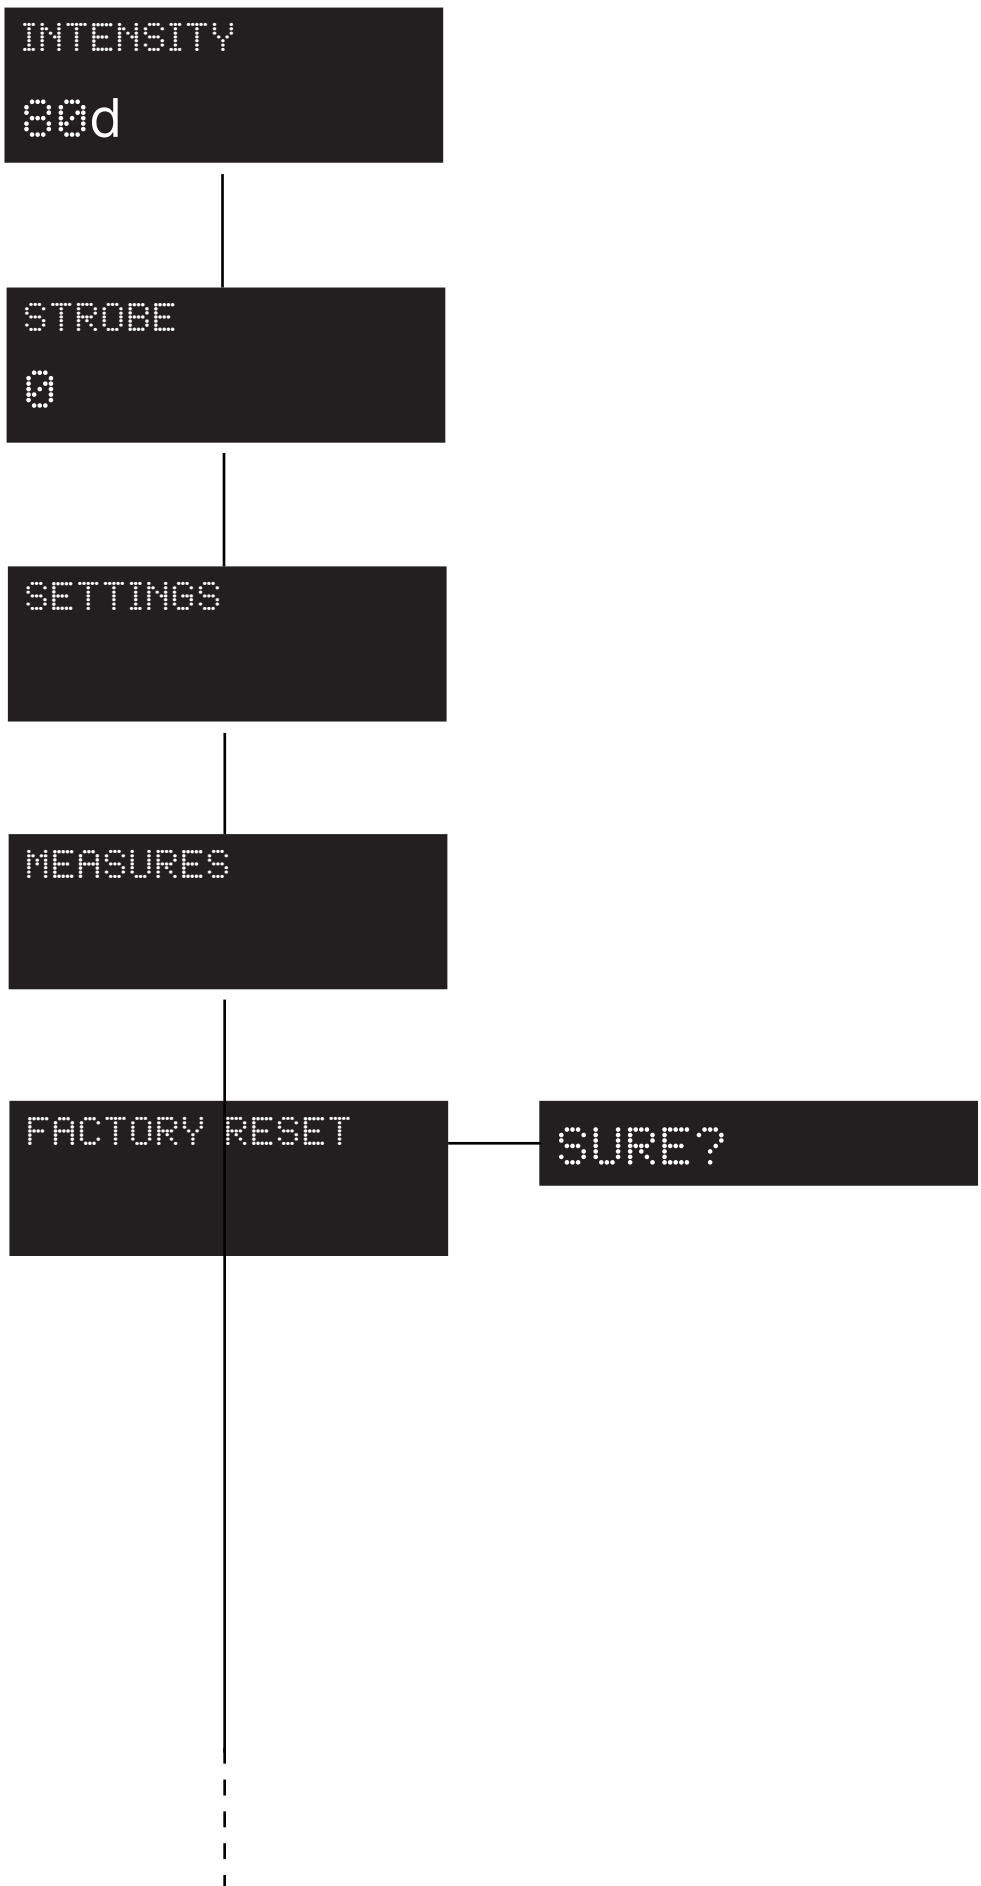 INTENSITY
80d
STROBE
0
SETTINGS
MEASURES
FACTORY RESET
SURE?